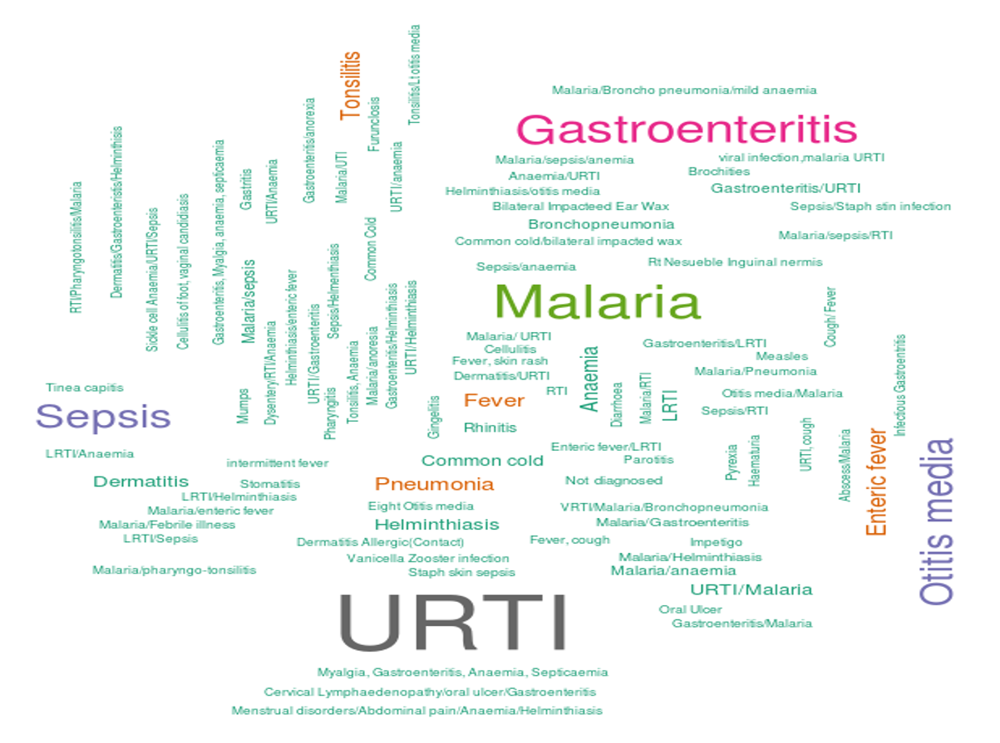 Tonsilitis/Lt otitis media
Tonsilitis
Malaria/Broncho pneumonia/mild anaemia
Furunclosis
Gastroenteritis/anorexia
Gastroenteritis
Dermatitis/Gastroenteristis/Helminthisis
Gastroenteritis, Myalgia, anaemia, septicaemia
URTI/anaemia
Malaria/UTI
Malaria/sepsis/anemia
viral infection,malaria URTI
URTI/Anaemia
Gastritis
Anaemia/URTI
Brochities
RTI/Pharyngotonsilitis/Malaria
Helminthiasis/otitis media
Gastroenteritis/URTI
Cellulitis of foot, vaginal candidiasis
Sickle cell Anaemia/URTI/Sepsis
Bilateral Impacteed Ear Wax
Sepsis/Staph stin infection
Common Cold
Bronchopneumonia
Malaria/sepsis/RTI
Common cold/bilateral impacted wax
Sepsis/Helmenthiasis
Malaria/sepsis
Sepsis/anaemia
Rt Nesueble Inguinal nermis
Helminthiasis/enteric fever
URTI/Helminthiasis
Gastroenteritis/Helminthiasis
Malaria
Cough/ Fever
URTI/Gastroenteritis
Dysentery/RTI/Anaemia
Malaria/anoresia
Tonsilitis, Anaemia
Malaria/ URTI
Gastroenteritis/LRTI
Infectious Gastroentritis
Cellulitis
Anaemia
Measles
Fever, skin rash
Malaria/Pneumonia
Dermatitis/URTI
Malaria/RTI
Tinea capitis
Mumps
Pharyngitis
RTI
Diarrhoea
LRTI
Otitis media/Malaria
Gingelitis
Fever
Sepsis/RTI
Sepsis
Rhinitis
URTI, cough
Enteric fever
Abscess/Malaria
Haematuria
Pyrexia
Otitis media
Enteric fever/LRTI
LRTI/Anaemia
intermittent fever
Common cold
Parotitis
Dermatitis
Stomatitis
Pneumonia
Not diagnosed
LRTI/Helminthiasis
Eight Otitis media
VRTI/Malaria/Bronchopneumonia
Malaria/enteric fever
Malaria/Febrile illness
Helminthiasis
Malaria/Gastroenteritis
LRTI/Sepsis
Dermatitis Allergic(Contact)
Fever, cough
Impetigo
Vanicella Zooster infection
Malaria/Helminthiasis
Malaria/pharyngo-tonsilitis
Staph skin sepsis
Malaria/anaemia
URTI/Malaria
URTI
Oral Ulcer
Gastroenteritis/Malaria
Myalgia, Gastroenteritis, Anaemia, Septicaemia
Cervical Lymphaedenopathy/oral ulcer/Gastroenteritis
Menstrual disorders/Abdominal pain/Anaemia/Helminthiasis